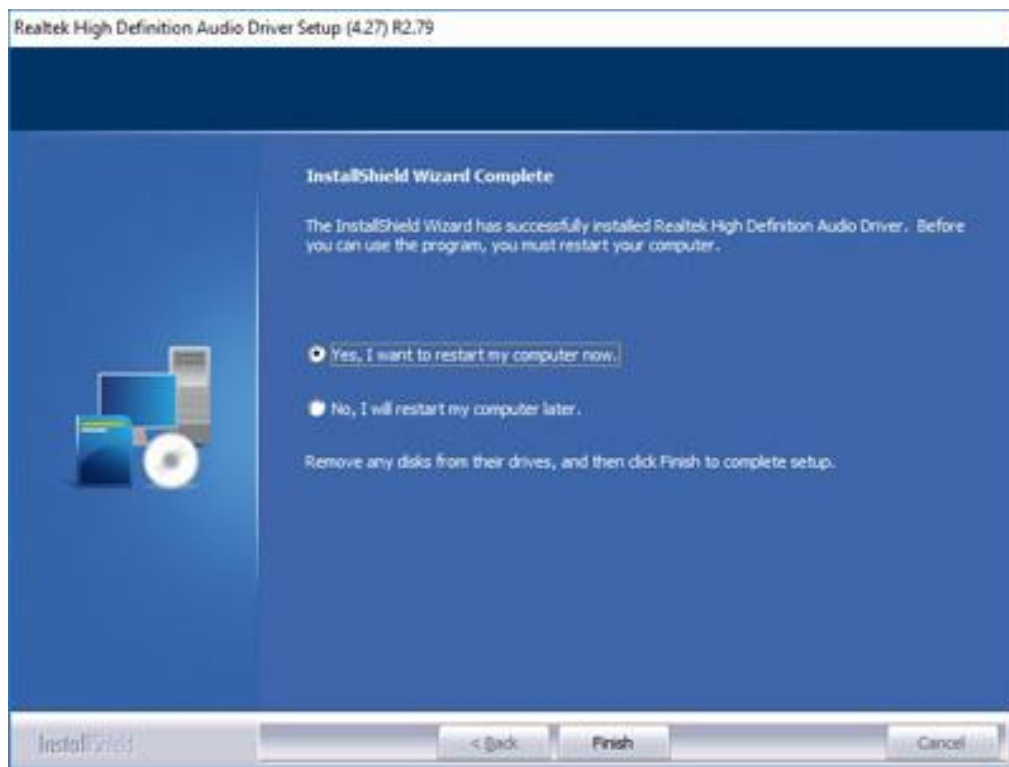 Realtek High Definition Audio Driver Setup (4.27) R2.79
InstallShield Wizard Complete
The InstallShield Wizard has successfully installed Realtek High Definition Audio Driver. Before
you can use the program, you must restart your computer.
Yes, I want to restart my computer now.
No, I will restart my computer later.
Remove any disks from their drives, and then click Finish to complete setup.
InstallShield
< Back
Finish
Cancel